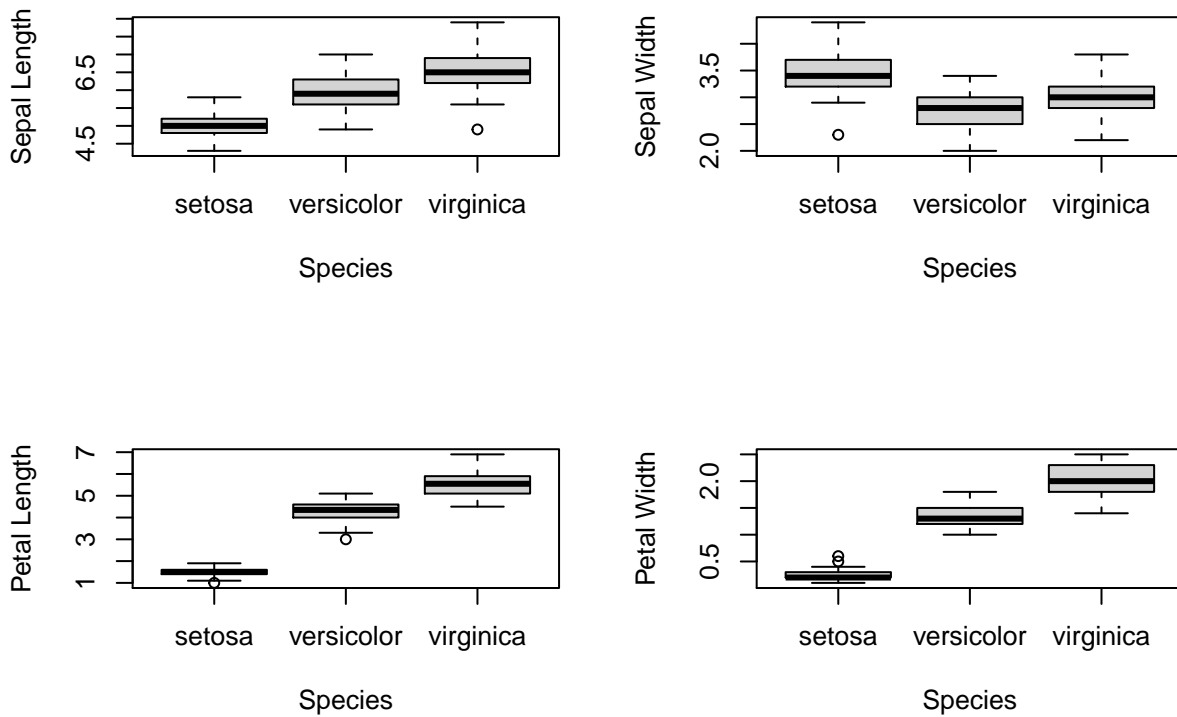 Sepal Length
4.5 6.5
setosa versicolor virginica
Species
Sepal Width
2.0 3.5
setosa versicolor virginica
Species
Petal Length
1 3 5 7
setosa versicolor virginica
Species
Petal Width
0.5 2.0
setosa versicolor virginica
Species